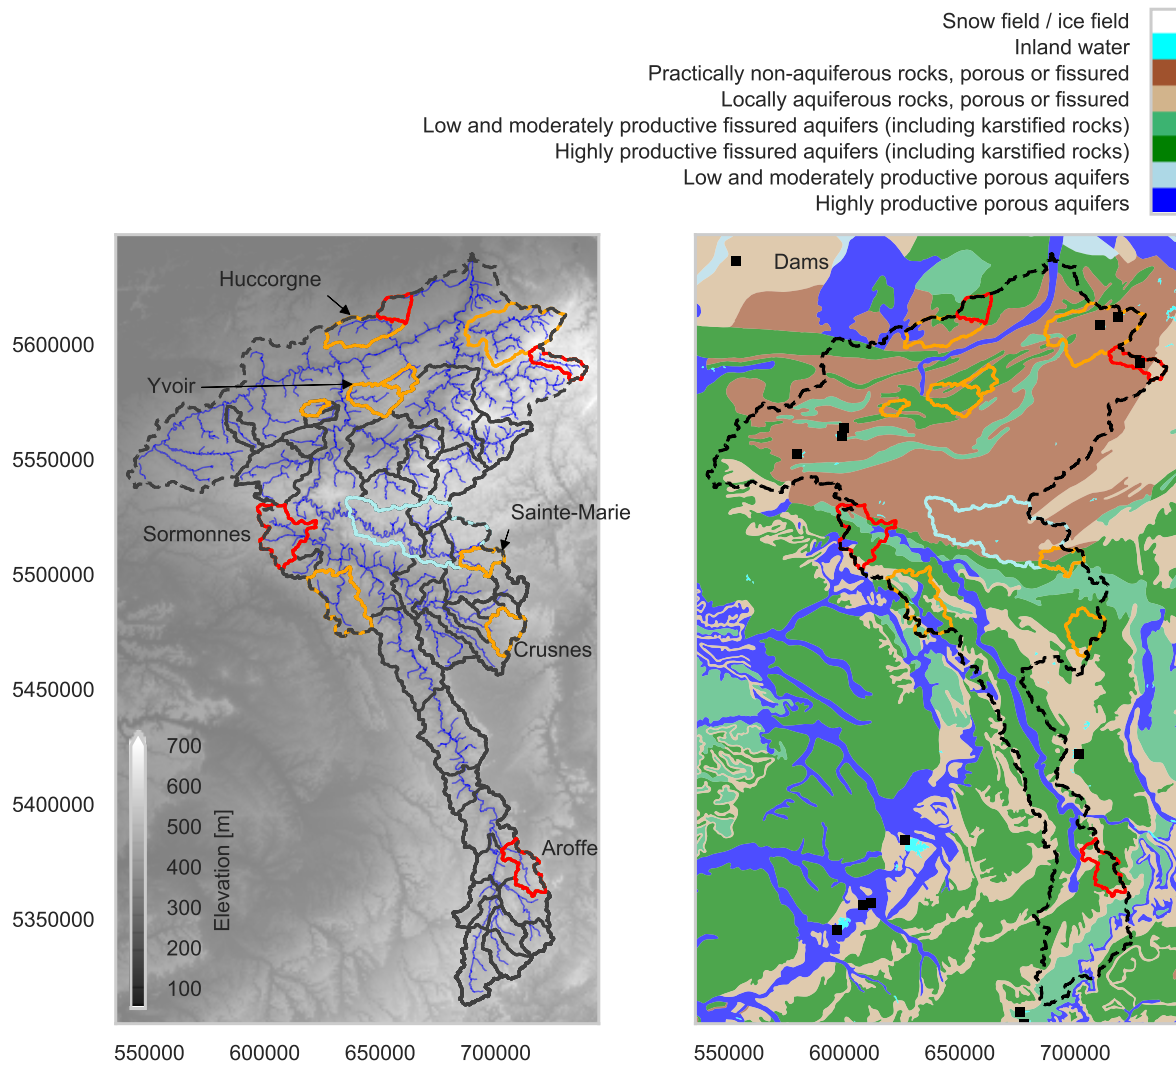 Snow field / ice field
Inland water
Practically non-aquiferous rocks, porous or fissured
Locally aquiferous rocks, porous or fissured
Low and moderately productive fissured aquifers (including karstified rocks)
Highly productive fissured aquifers (including karstified rocks)
Low and moderately productive porous aquifers
Highly productive porous aquifers
Huccorgne
Dams
5600000
Yvoir
5550000
Sainte-Marie
Sormonnes
5500000
Crusnes
5450000
700
600
5400000
500
Aroffe
400
Elevation [m]
300
5350000
200
100
550000 600000 650000 700000
550000 600000 650000 700000